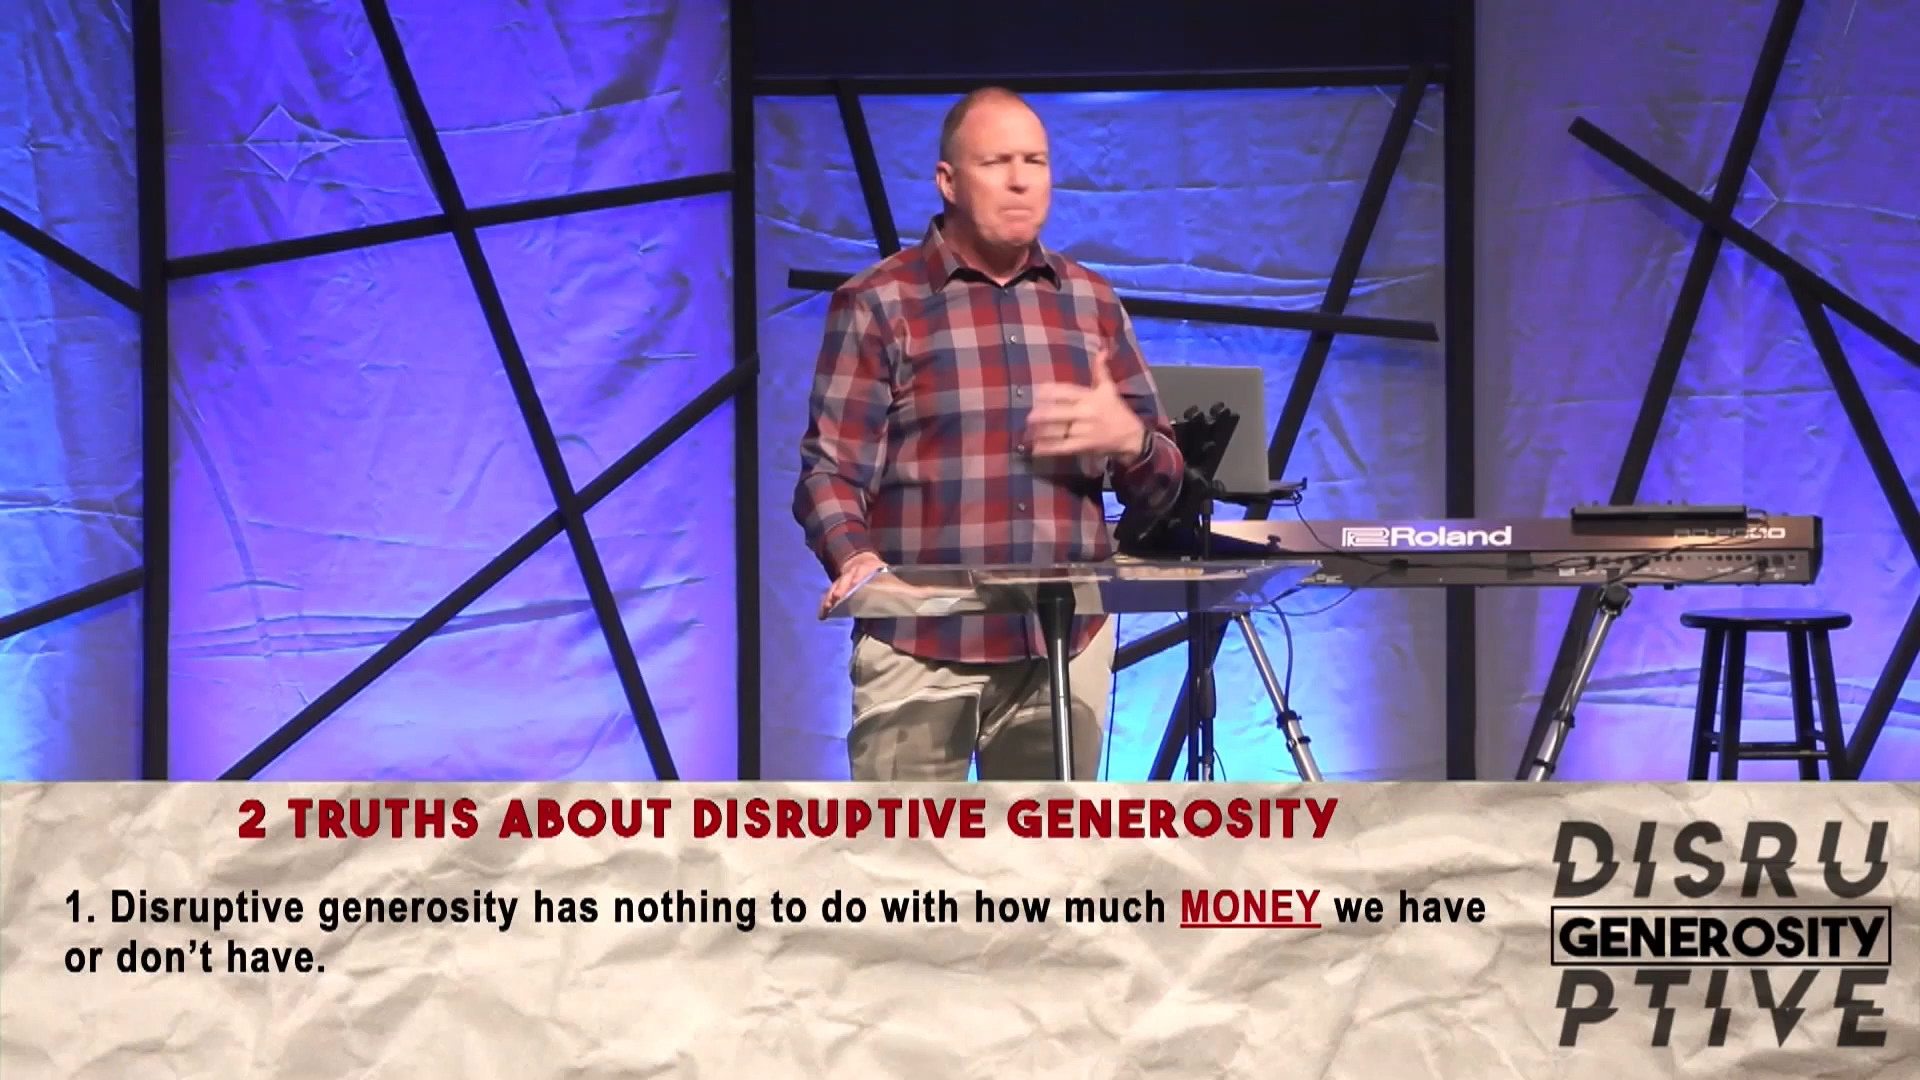 Roland
2 TRUTHS ABOUT DISRUPTIVE GENEROSITY
1. Disruptive generosity has nothing to do with how much MONEY we have
or don't have.
DISRU
GENEROSITY
PTIVE